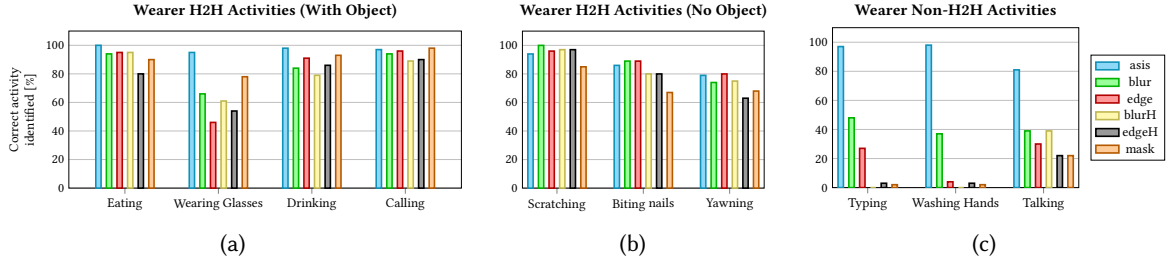 Wearer H2H Activities (With Object)
Correct activity
identified [%]
100
80
60
40
20
0
Eating
Wearing Glasses
Drinking
Calling
(a)
Wearer H2H Activities (No Object)
100
80
60
40
20
0
Scratching
Biting nails
Yawning
(b)
Wearer Non-H2H Activities
100
80
60
40
20
0
Typing
Washing Hands
Talking
(c)
asis
blur
edge
blurH
edgeH
mask